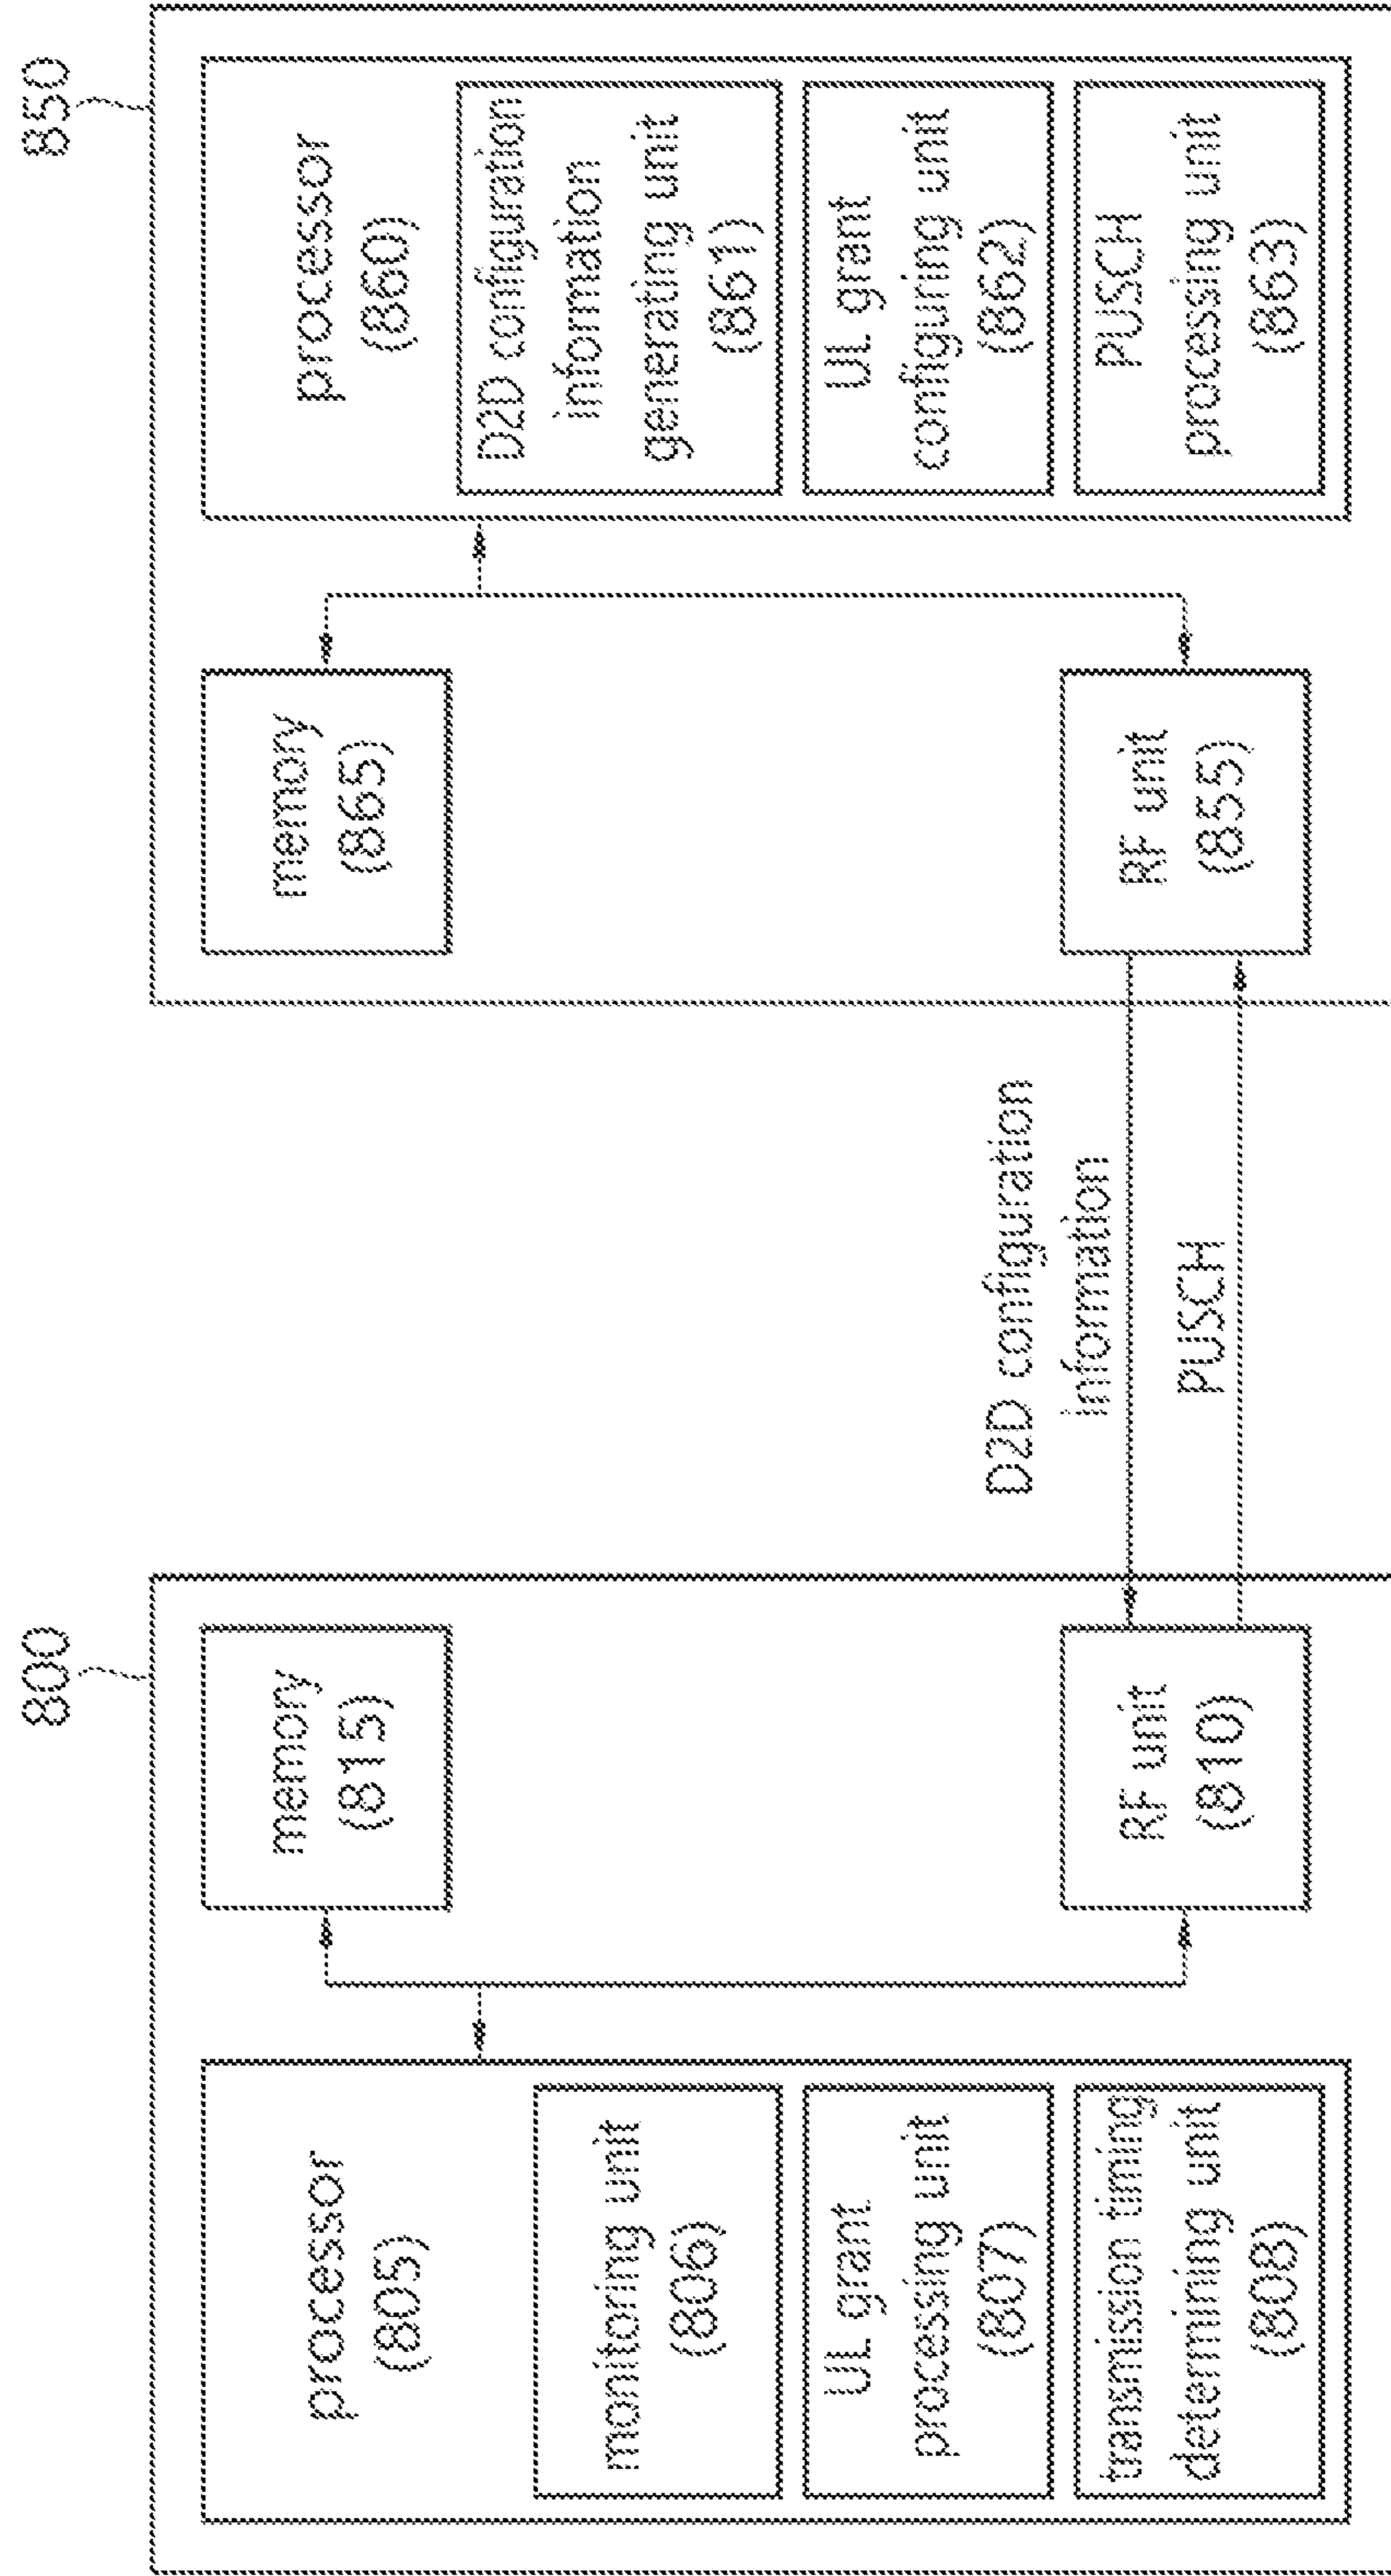 800
processor
(805)
monitoring unit
(806)
UL grant
processing unit
(807)
transmission timing
determining unit
(808)
memory
(815)
RF unit
(810)
D2D configuration
information
PUSCH
850
memory
(865)
RF unit
(855)
processor
(860)
D2D configuration
information
generating unit
(861)
UL grant
configuring unit
(862)
PUSCH
processing unit
(863)